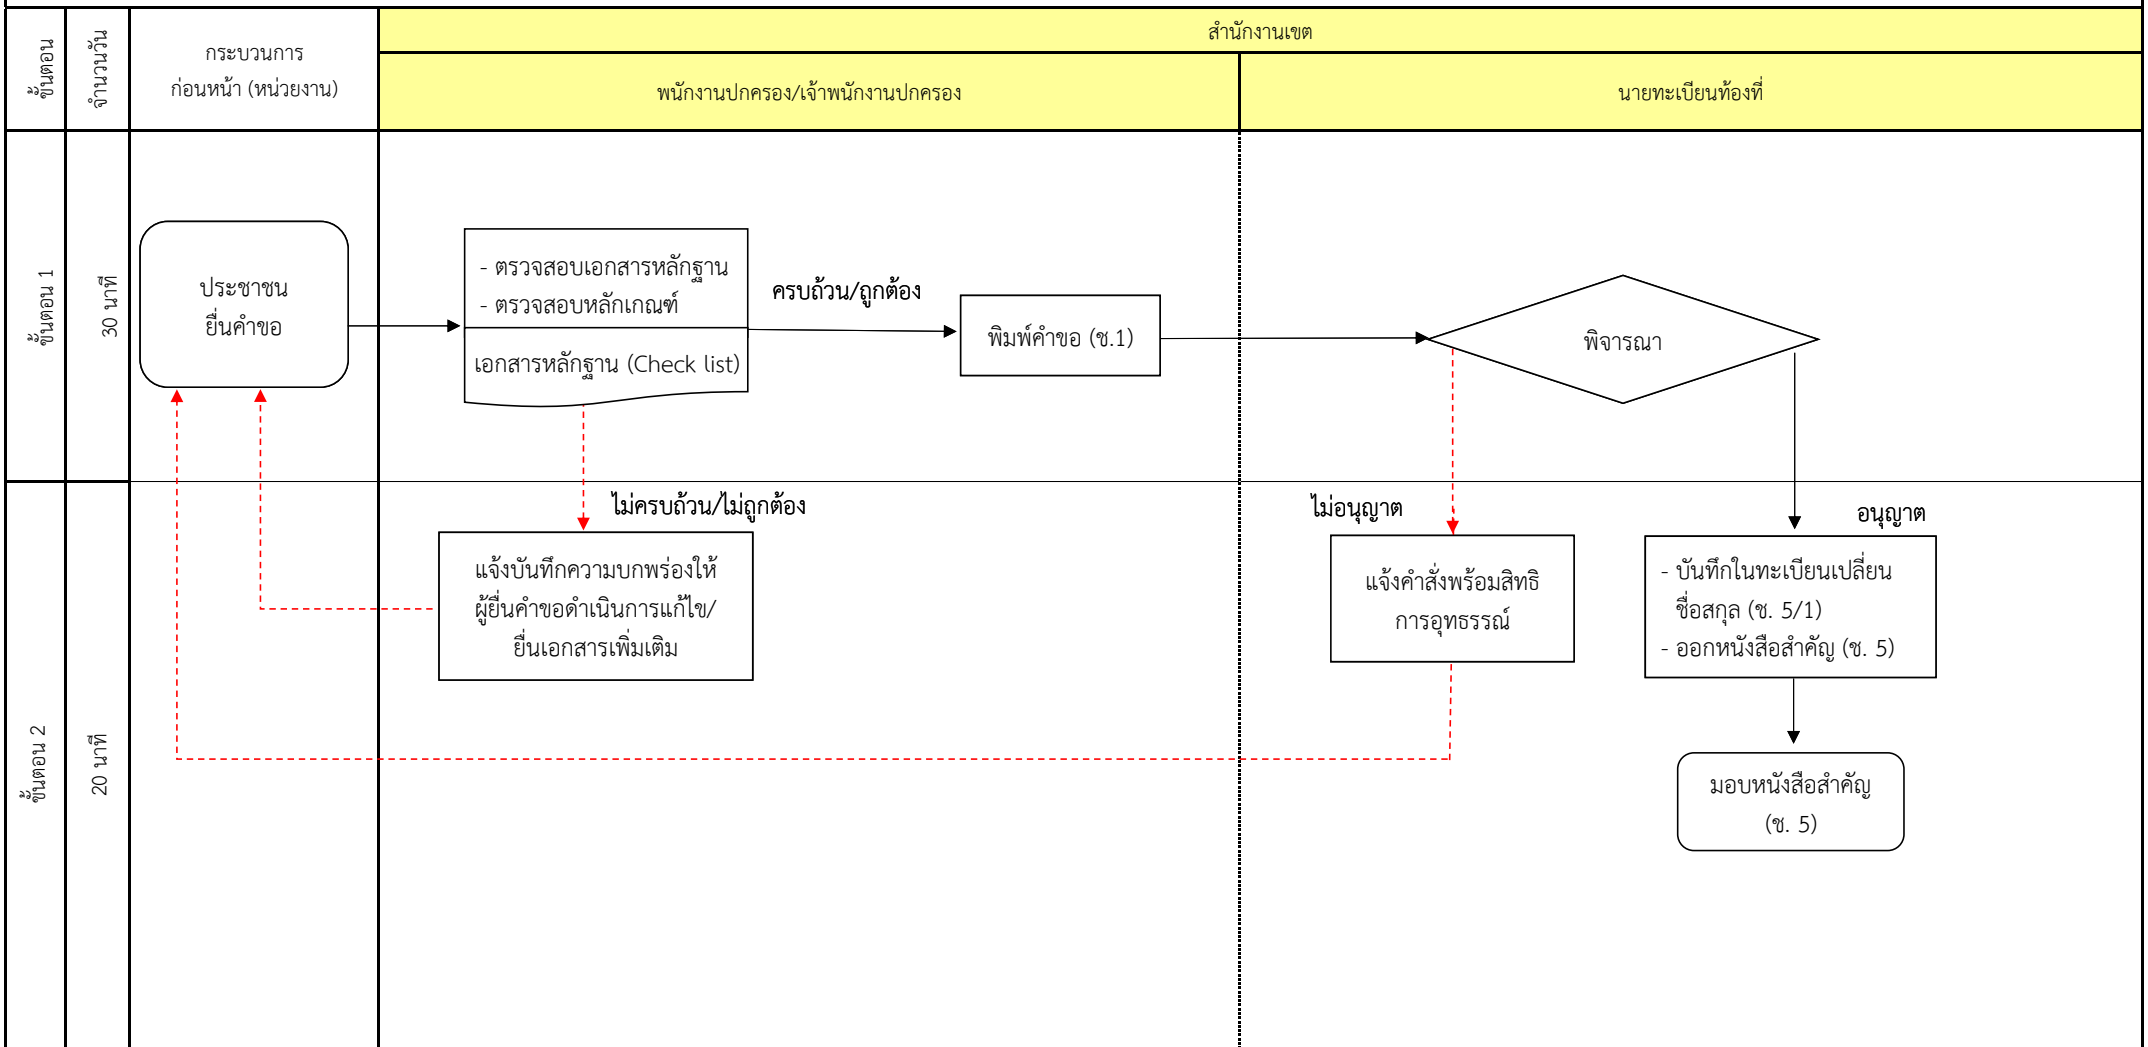 ขั้นตอน
จำนวนวัน
กระบวนการ
ก่อนหน้า (หน่วยงาน)
สำนักงานเขต
พนักงานปกครอง/เจ้าพนักงานปกครอง
นายทะเบียนท้องที่
ขั้นตอน 1
30 นาที
ประชาชน
ยื่นคำขอ
- ตรวจสอบเอกสารหลักฐาน
- ตรวจสอบหลักเกณฑ์
เอกสารหลักฐาน (Check list)
ครบถ้วน/ถูกต้อง
พิมพ์คำขอ (ช.1)
พิจารณา
ขั้นตอน 2
20 นาที
ไม่ครบถ้วน/ไม่ถูกต้อง
แจ้งบันทึกความบกพร่องให้
ผู้ยื่นคำขอดำเนินการแก้ไข/
ยื่นเอกสารเพิ่มเติม
ไม่อนุญาต
แจ้งคำสั่งพร้อมสิทธิ
การอุทธรรณ์
อนุญาต
- บันทึกในทะเบียนเปลี่ยน
ชื่อสกุล (ช. 5/1)
- ออกหนังสือสำคัญ (ช. 5)
มอบหนังสือสำคัญ
(ช. 5)